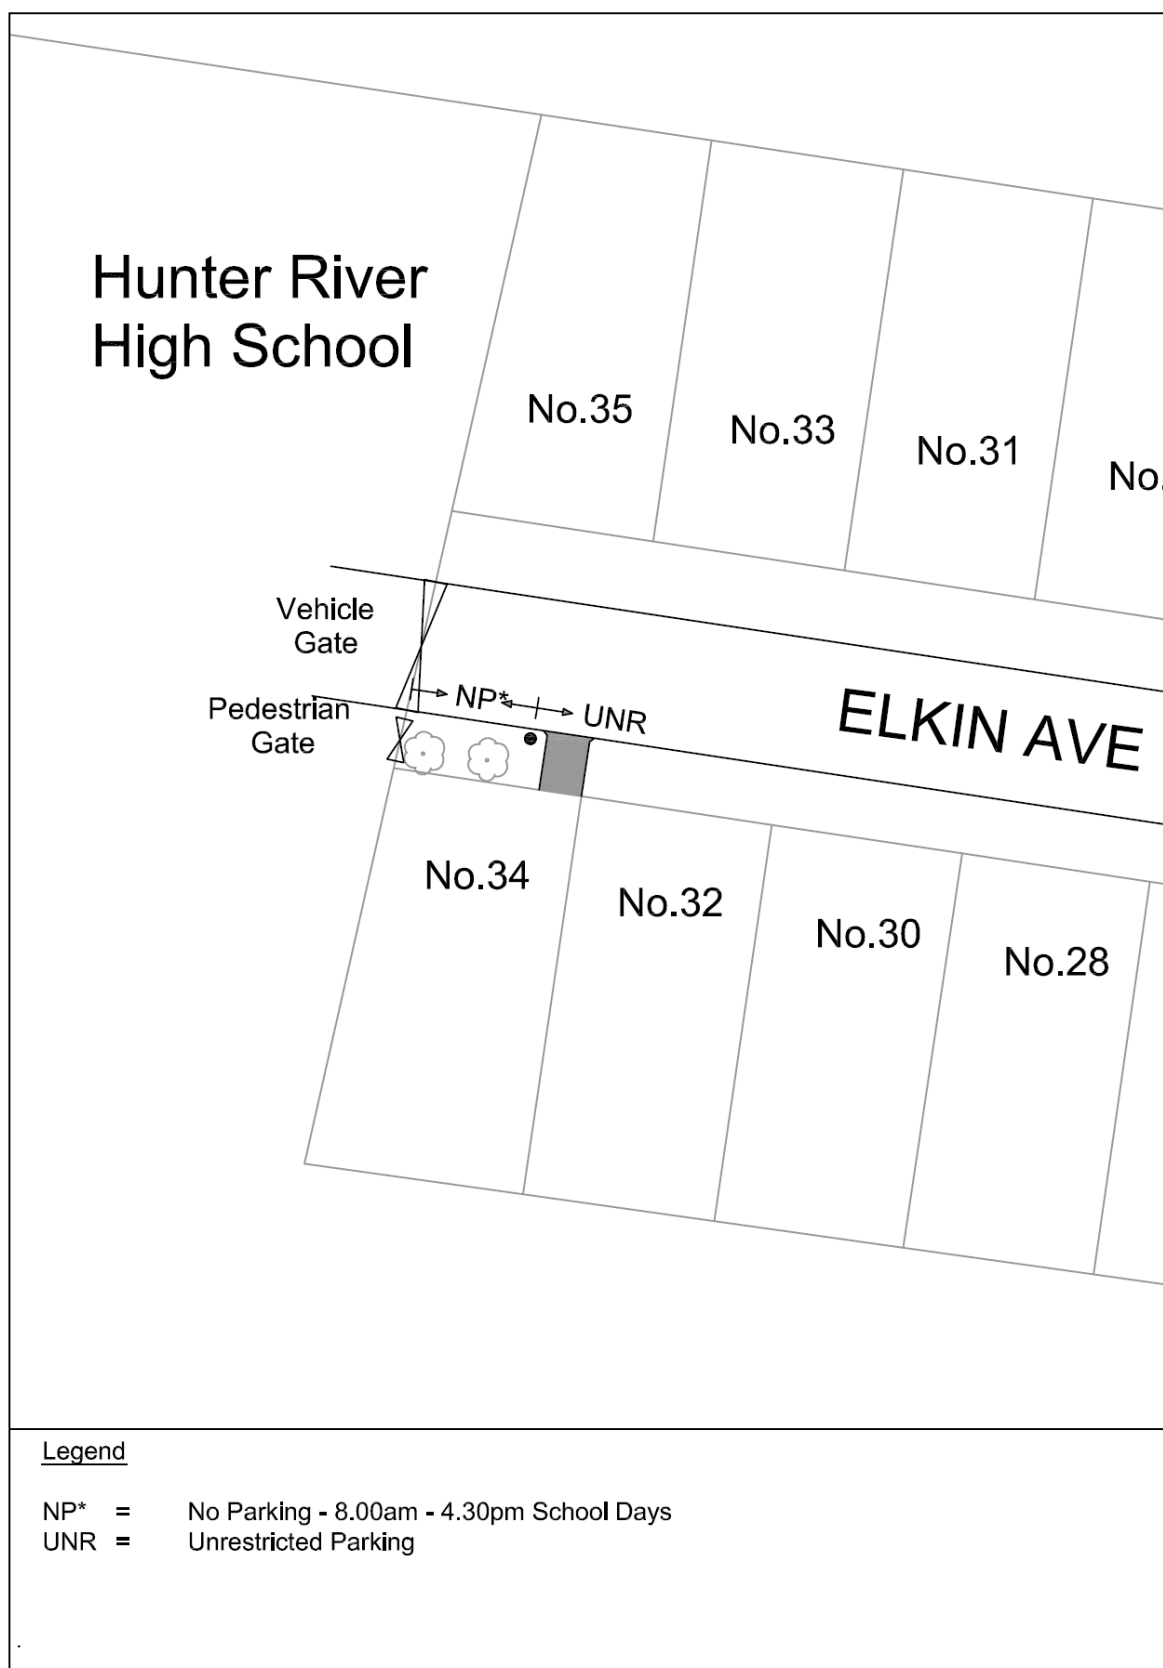 Hunter River
High School
No.35
No.33
No.31
No.
Vehicle
Gate
Pedestrian
Gate
NP*
UNR
ELKIN AVE
No.34
No.32
No.30
No.28
Legend
NP* = No Parking - 8.00am - 4.30pm School Days
UNR = Unrestricted Parking